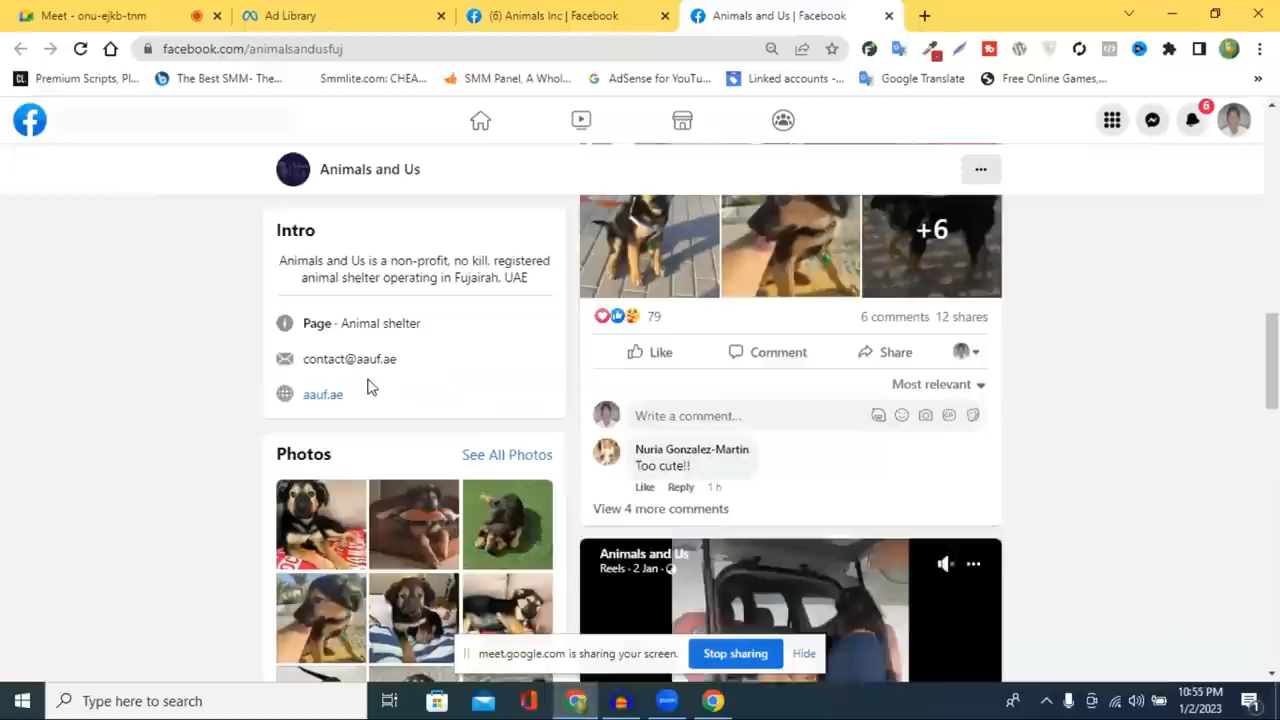 Meet - onu-ejkb-tnm
Ad Library
(6) Animals Inc | Facebook
Animals and Us | Facebook
facebook.com/animalsandusfuj
CL Premium Scripts, Pl...
The Best SMM- The...
Smmlite.com: CHEA...
SMM Panel, A Whol...
AdSense for YouTu...
Linked accounts -...
Google Translate
Free Online Games,...
»
6
Animals and Us
Intro
Animals and Us is a non-profit, no kill, registered
animal shelter operating in Fujairah, UAE
Page · Animal shelter
contact@aauf.ae
aauf.ae
Photos
See All Photos
+6
79
6 comments 12 shares
Like
Comment
Share
Most relevant
Write a comment...
GIF
Nuria Gonzalez-Martin
Too cute!!
Like Reply 1 h
View 4 more comments
Animals and Us
Reels · 2 Jan ·
meet.google.com is sharing your screen.
Stop sharing
Hide
Type here to search
10:55 PM
1/2/2023